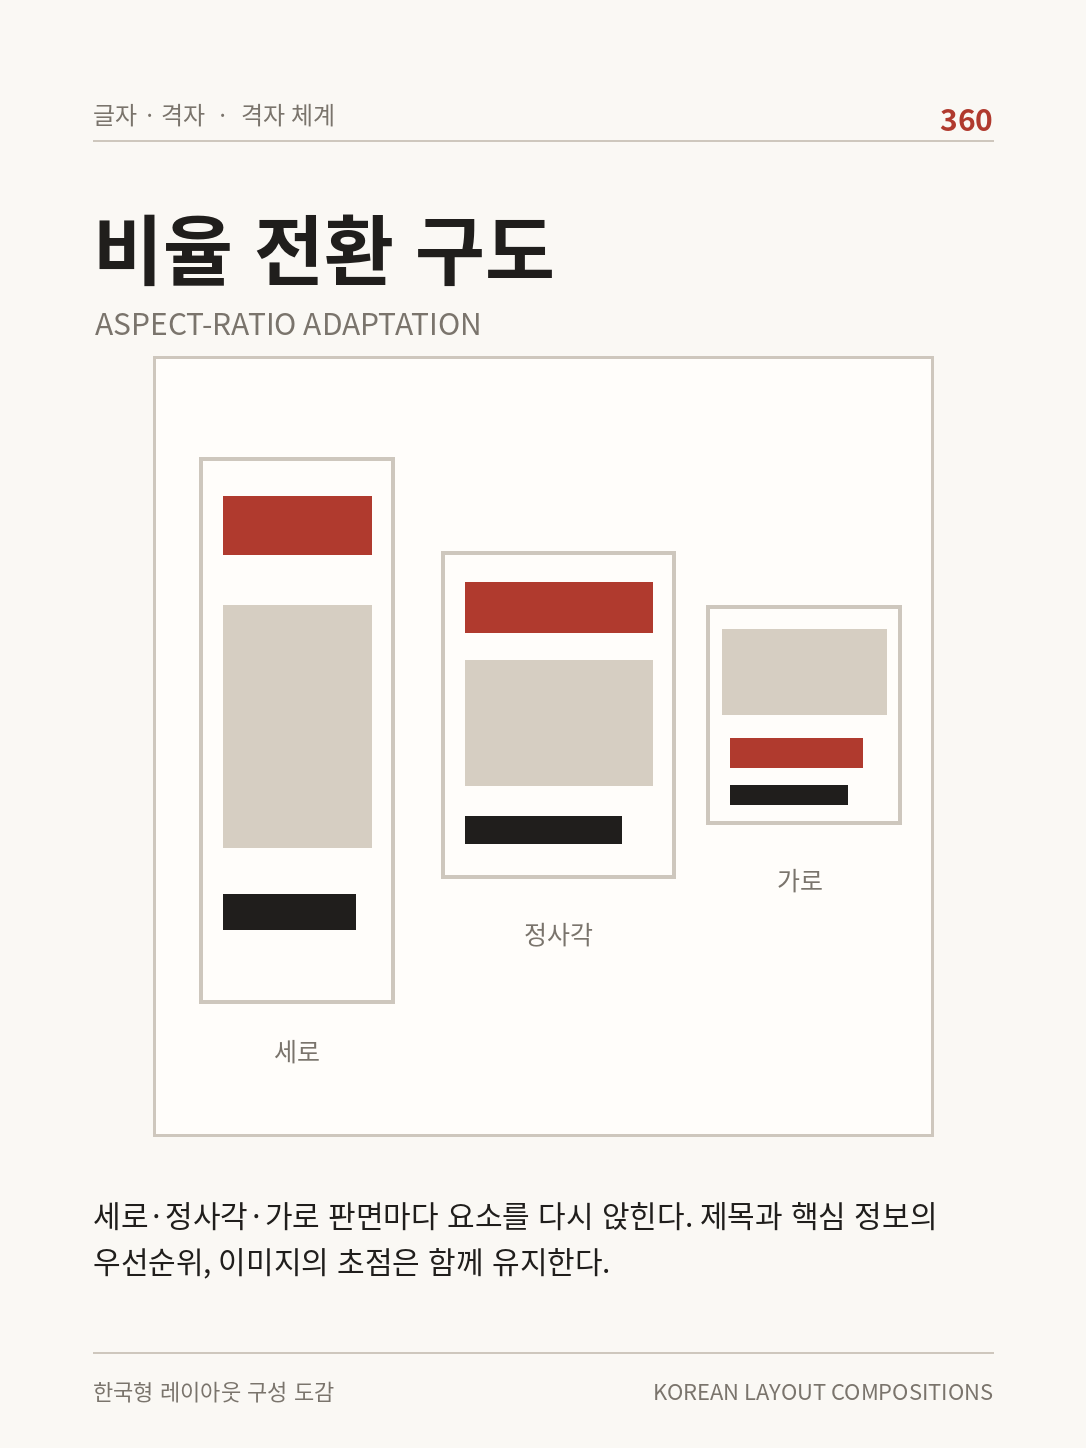 글자 · 격자 · 격자 체계
360
비율 전환 구도
ASPECT-RATIO ADAPTATION
세로
정사각
가로
세로·정사각·가로 판면마다 요소를 다시 앉힌다. 제목과 핵심 정보의
우선순위, 이미지의 초점은 함께 유지한다.
한국형 레이아웃 구성 도감
KOREAN LAYOUT COMPOSITIONS